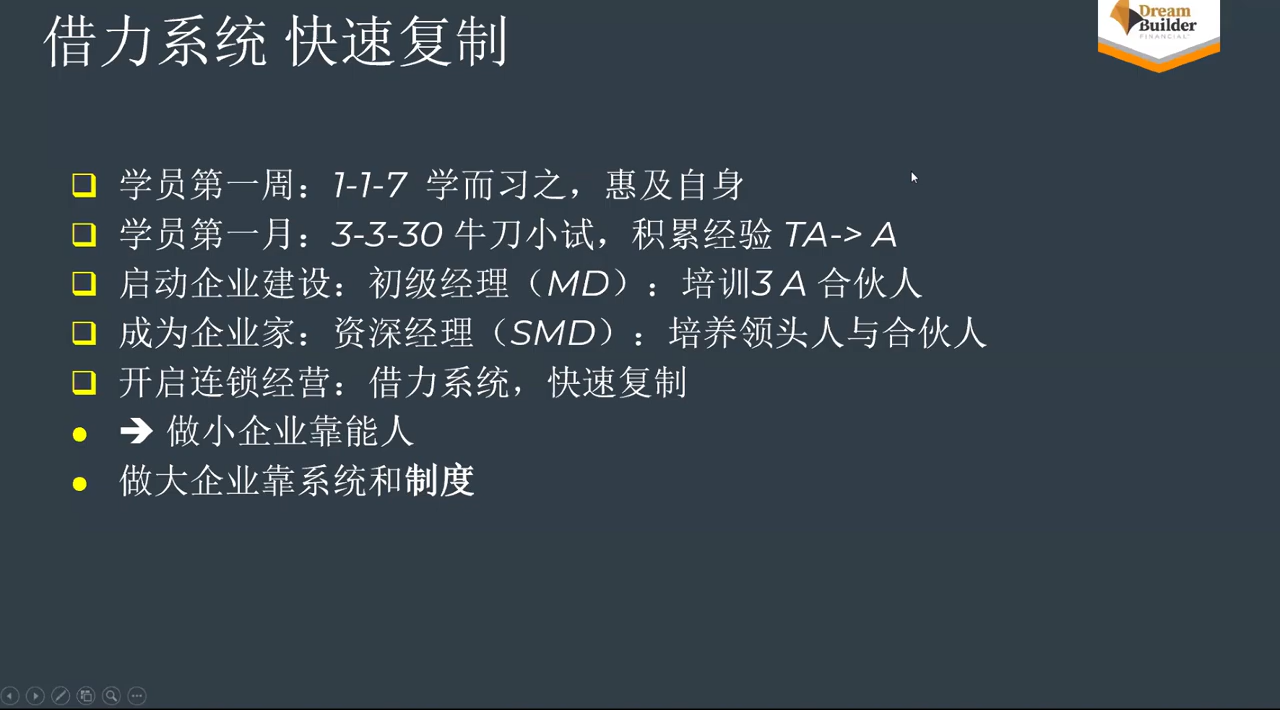 借力系统 快速复制
Dream
Builder
FINANCIAL
学员第一周：1-1-7 学而习之，惠及自身
学员第一月：3-3-30 牛刀小试，积累经验 TA-> A
启动企业建设：初级经理（MD）：培训3 A 合伙人
成为企业家：资深经理（SMD）：培养领头人与合伙人
开启连锁经营：借力系统，快速复制
➔ 做小企业靠能人
做大企业靠系统和制度